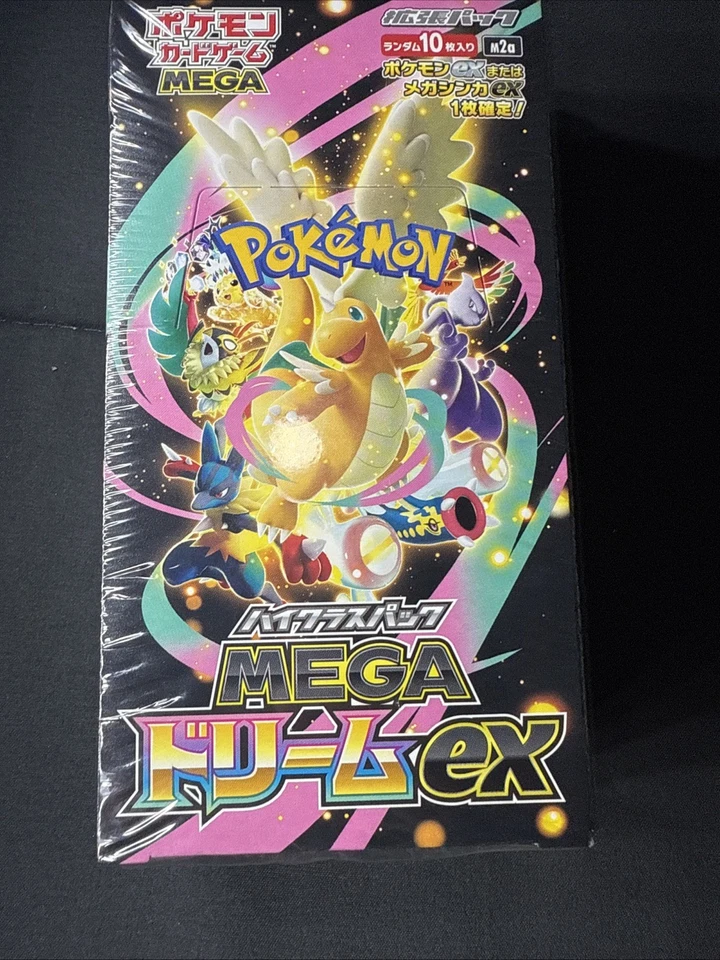 ポケモン
カードゲーム
MEGA
拡張パック
ランダム10枚入り
m2a
ポケモンexまたは
メガシンカex
1枚確定!
POKéMON
ハイクラスパック
MEGA
ドリームex